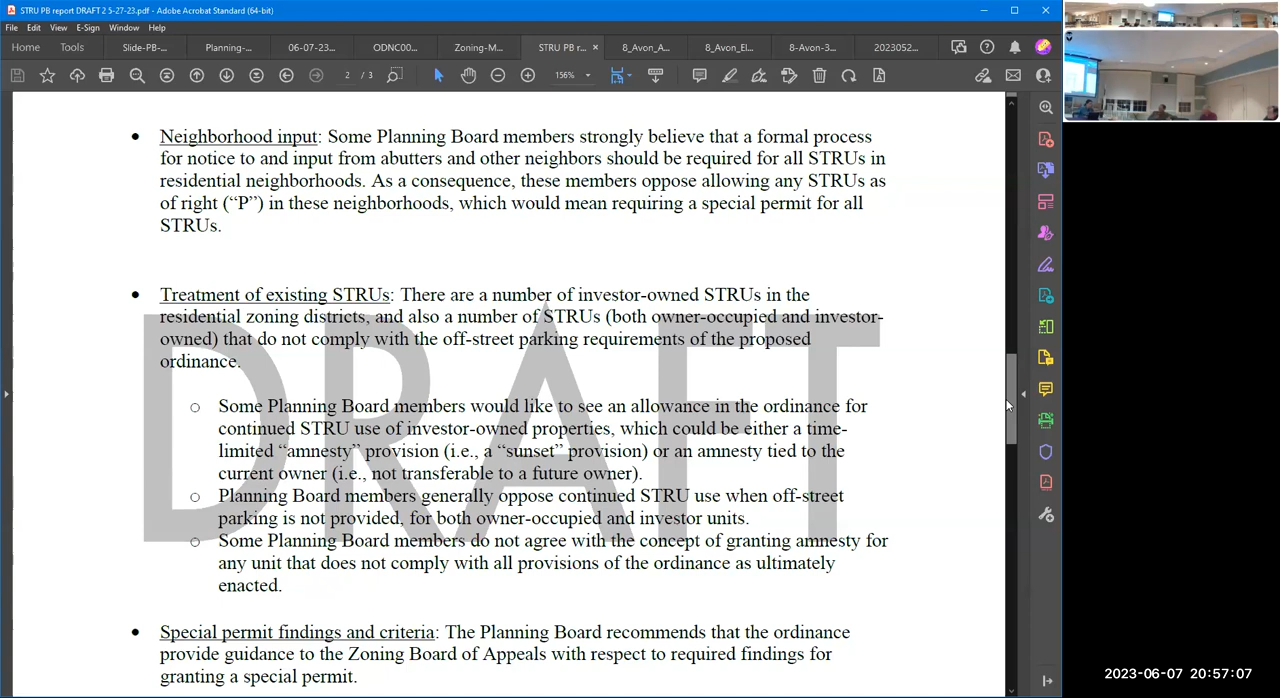 STRU PB report DRAFT 2 5-27-23.pdf - Adobe Acrobat Standard (64-bit)
File Edit View E-Sign Window Help
Home Tools Slide-PB-... Planning-... 06-07-23... ODNC00... Zoning-M... STRU PB r... × 8_Avon_A... 8_Avon_El... 8-Avon-3... 2023052...
2 / 3 156%
• Neighborhood input: Some Planning Board members strongly believe that a formal process
for notice to and input from abutters and other neighbors should be required for all STRUs in
residential neighborhoods. As a consequence, these members oppose allowing any STRUs as
of right (“P”) in these neighborhoods, which would mean requiring a special permit for all
STRUs.
• Treatment of existing STRUs: There are a number of investor-owned STRUs in the
residential zoning districts, and also a number of STRUs (both owner-occupied and investor-
owned) that do not comply with the off-street parking requirements of the proposed
ordinance.
○ Some Planning Board members would like to see an allowance in the ordinance for
continued STRU use of investor-owned properties, which could be either a time-
limited “amnesty” provision (i.e., a “sunset” provision) or an amnesty tied to the
current owner (i.e., not transferable to a future owner).
○ Planning Board members generally oppose continued STRU use when off-street
parking is not provided, for both owner-occupied and investor units.
○ Some Planning Board members do not agree with the concept of granting amnesty for
any unit that does not comply with all provisions of the ordinance as ultimately
enacted.
• Special permit findings and criteria: The Planning Board recommends that the ordinance
provide guidance to the Zoning Board of Appeals with respect to required findings for
granting a special permit.
DRAFT
2023-06-07 20:57:07